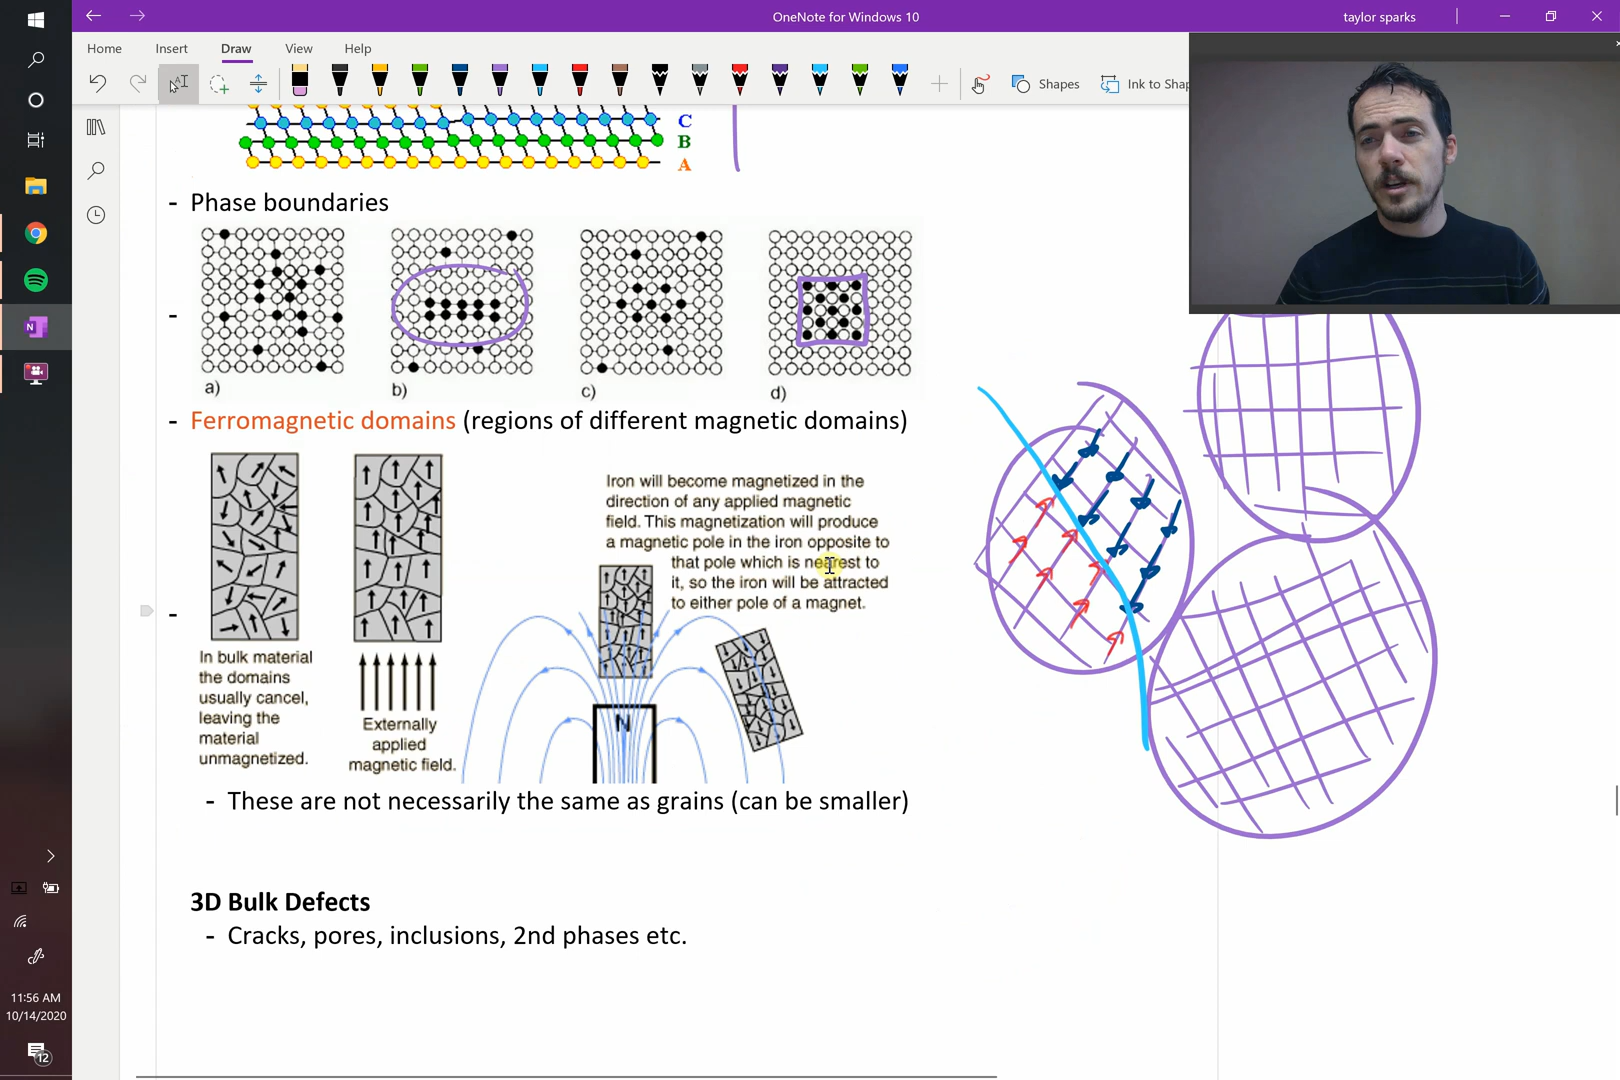 OneNote for Windows 10
taylor sparks
Home Insert Draw View Help
Shapes
Ink to Shap
C
B
A
- Phase boundaries
-
a) b) c) d)
- Ferromagnetic domains (regions of different magnetic domains)
Iron will become magnetized in the
direction of any applied magnetic
field. This magnetization will produce
a magnetic pole in the iron opposite to
that pole which is nearest to
it, so the iron will be attracted
to either pole of a magnet.
-
In bulk material
the domains
usually cancel,
leaving the
material
unmagnetized.
Externally
applied
magnetic field.
N
- These are not necessarily the same as grains (can be smaller)
3D Bulk Defects
- Cracks, pores, inclusions, 2nd phases etc.
11:56 AM
10/14/2020
12